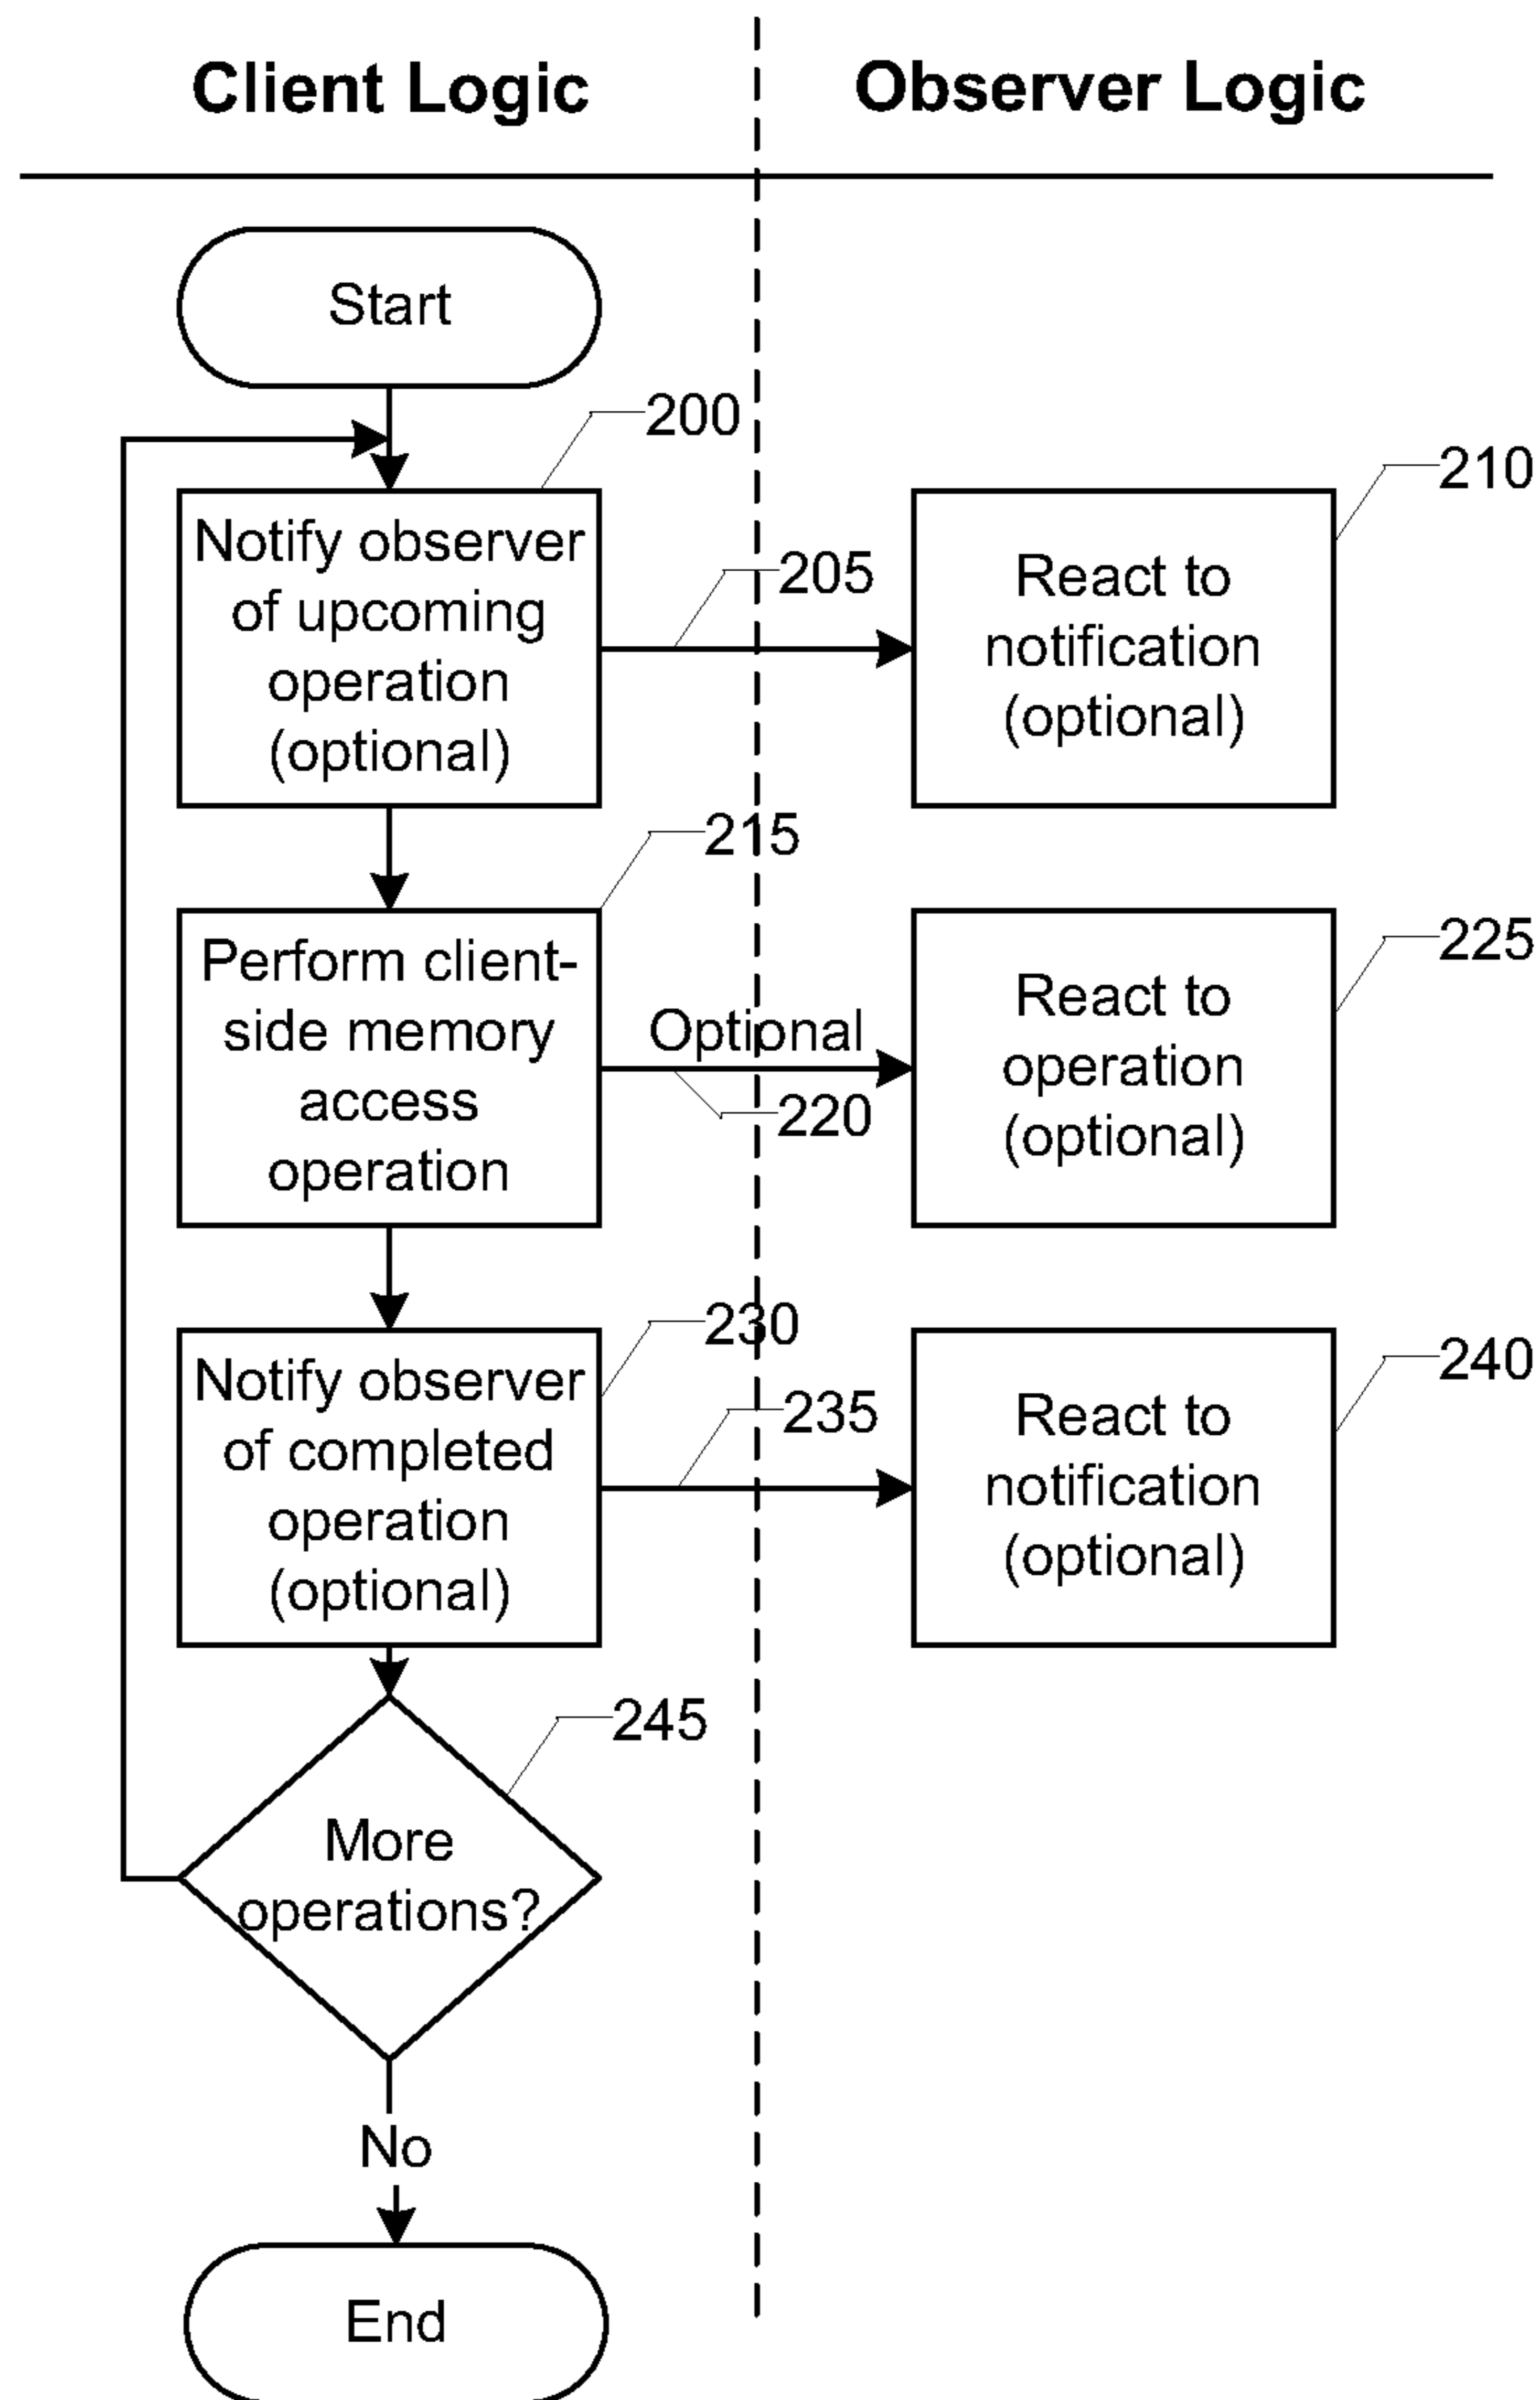 Client Logic
Observer Logic
Start
200
Notify observer
of upcoming
operation
(optional)
205
210
React to
notification
(optional)
215
Perform client-
side memory
access
operation
Optional
220
225
React to
operation
(optional)
230
Notify observer
of completed
operation
(optional)
235
240
React to
notification
(optional)
245
More
operations?
No
End